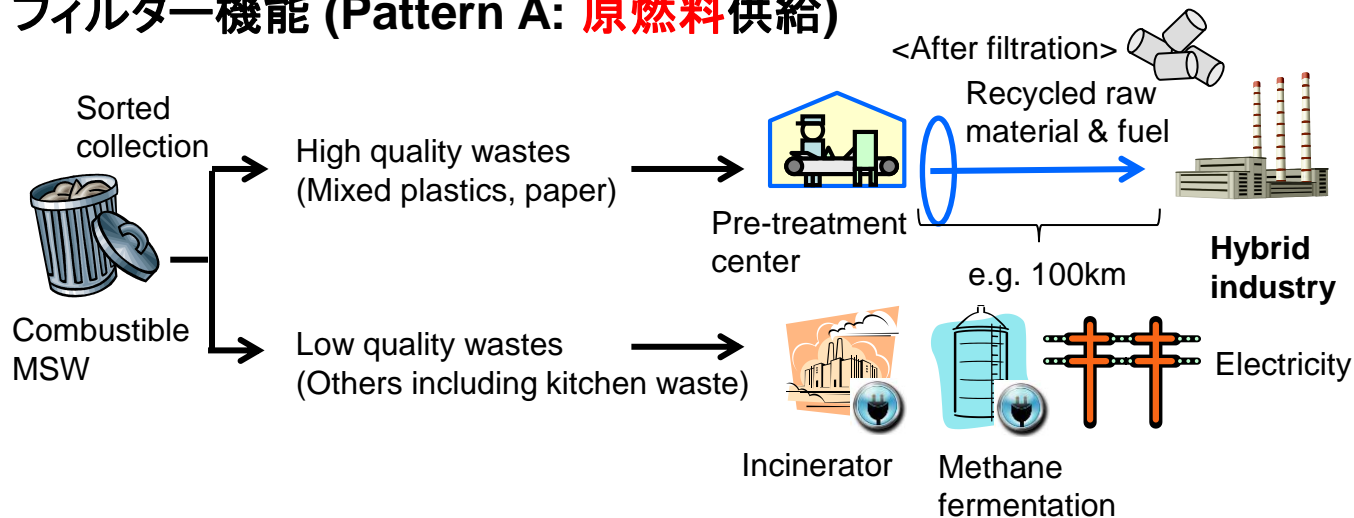 フィルター機能 (Pattern A: 原燃料供給)
<After filtration>
Sorted
collection
High quality wastes
(Mixed plastics, paper)
Recycled raw
material & fuel
Pre-treatment
center
e.g. 100km
Hybrid
industry
Combustible
MSW
Low quality wastes
(Others including kitchen waste)
Electricity
Incinerator
Methane
fermentation